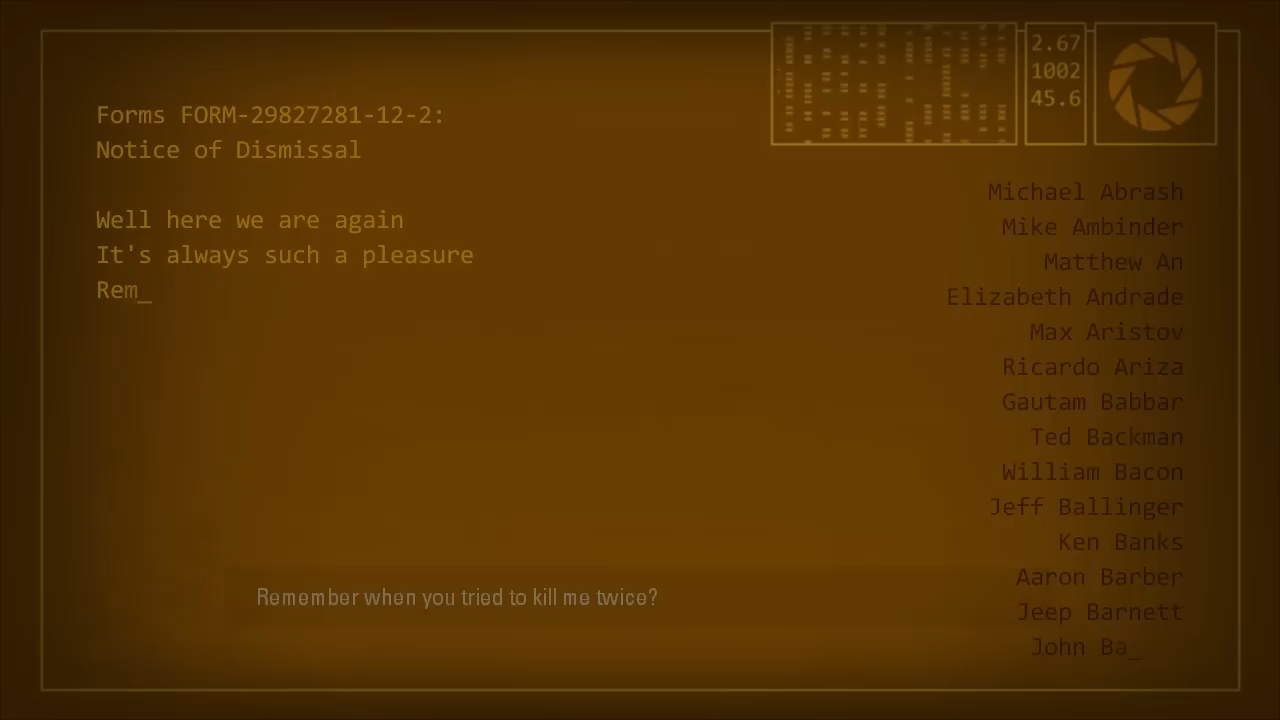 2.67
1002
45.6
Forms FORM-29827281-12-2:
Notice of Dismissal
Well here we are again
It's always such a pleasure
Rem_
Michael Abrash
Mike Ambinder
Matthew An
Elizabeth Andrade
Max Aristov
Ricardo Ariza
Gautam Babbar
Ted Backman
William Bacon
Jeff Ballinger
Ken Banks
Aaron Barber
Jeep Barnett
John Ba_
Remember when you tried to kill me twice?